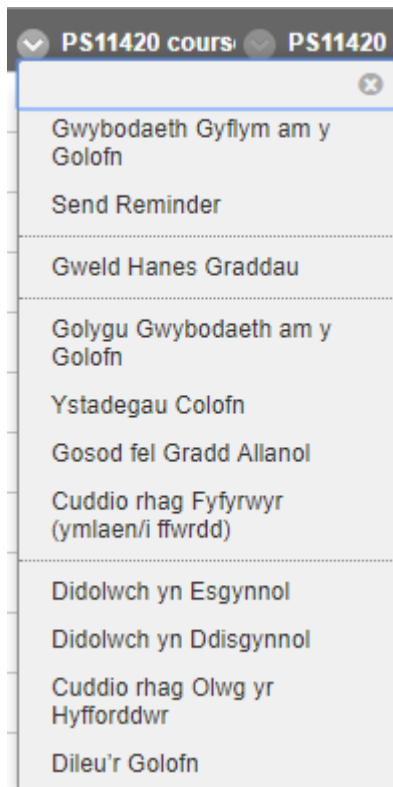 PS11420 cours PS11420
Gwybodaeth Gyflym am y
Golofn
Send Reminder
Gweld Hanes Graddau
Golygu Gwybodaeth am y
Golofn
Ystadegau Colofn
Gosod fel Gradd Allanol
Cuddio rhag Fyfyrwyr
(ymlaen/i ffwrdd)
Didolwch yn Esgynnol
Didolwch yn Ddisgynnol
Cuddio rhag Olwg yr
Hyfforddwr
Dileu'r Golofn